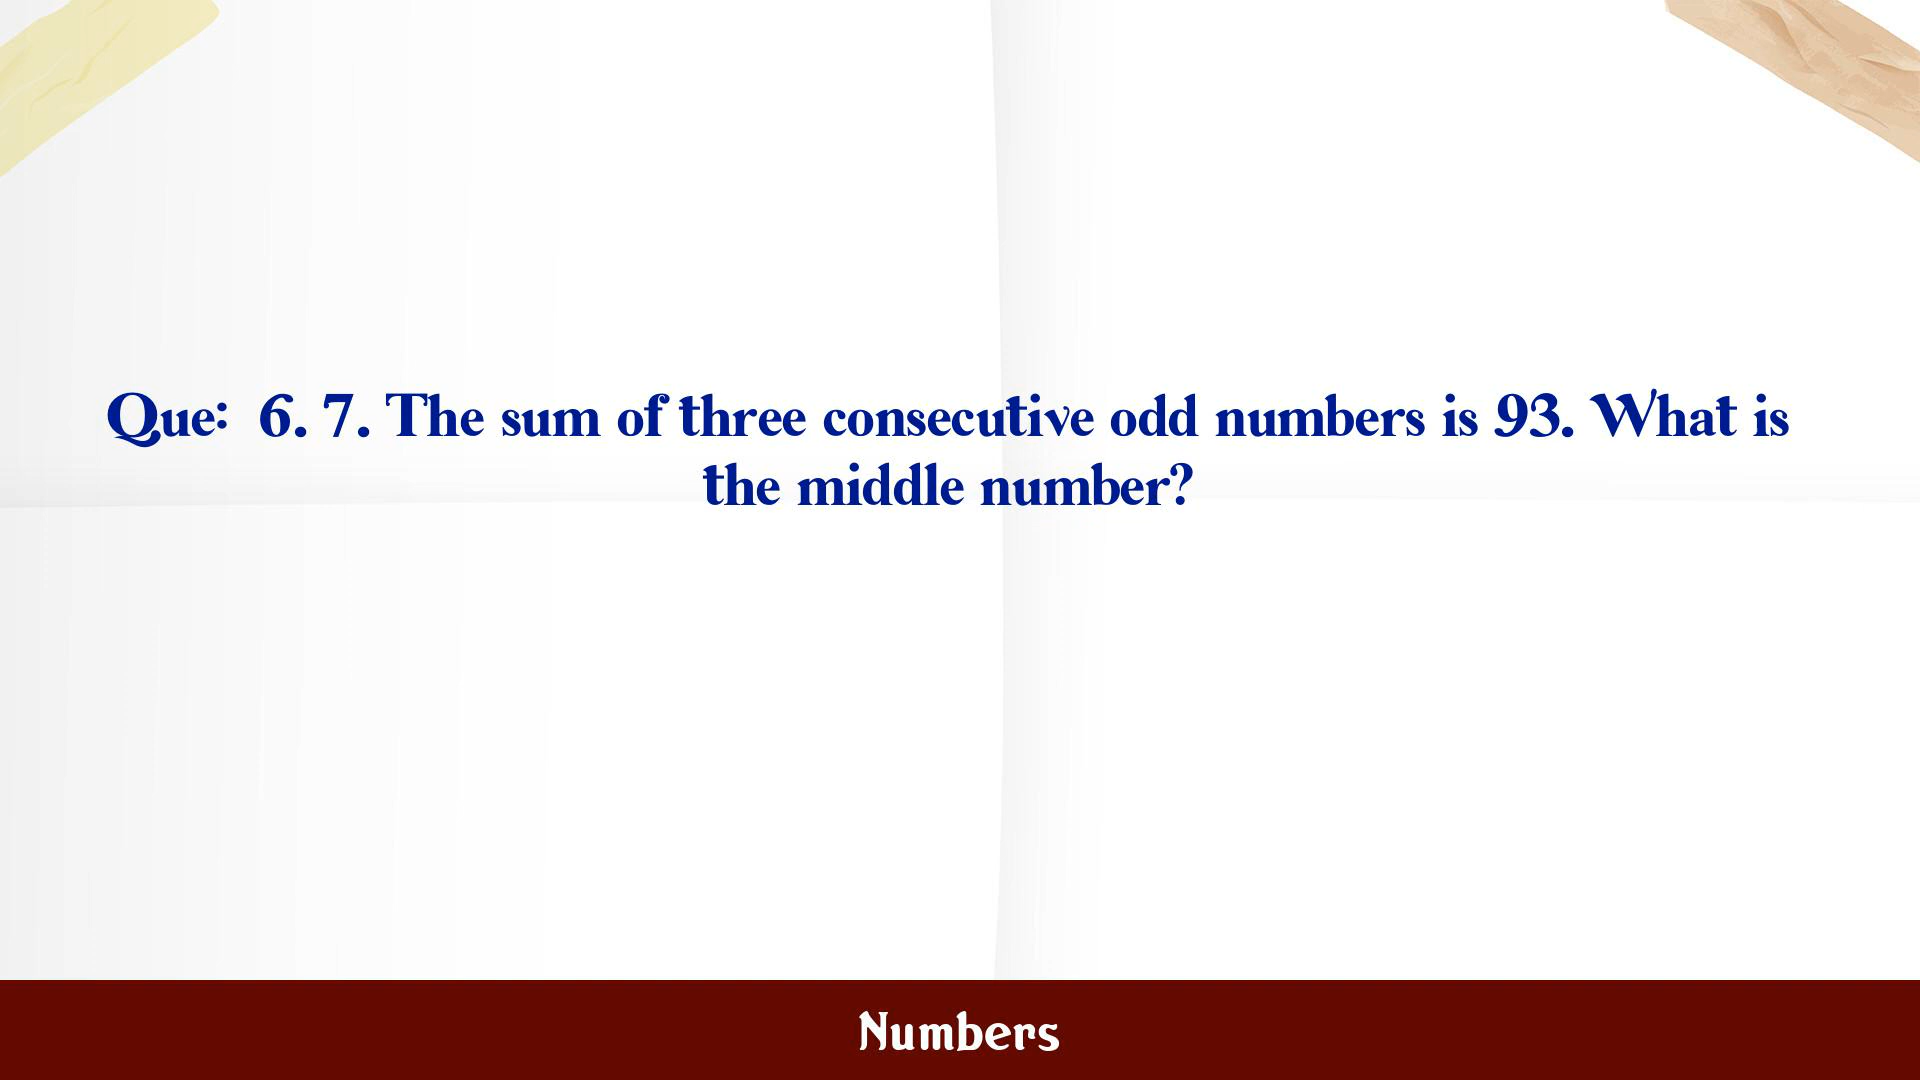 Que: 6. 7. The sum of three consecutive odd numbers is 93. What is
the middle number?
Numbers